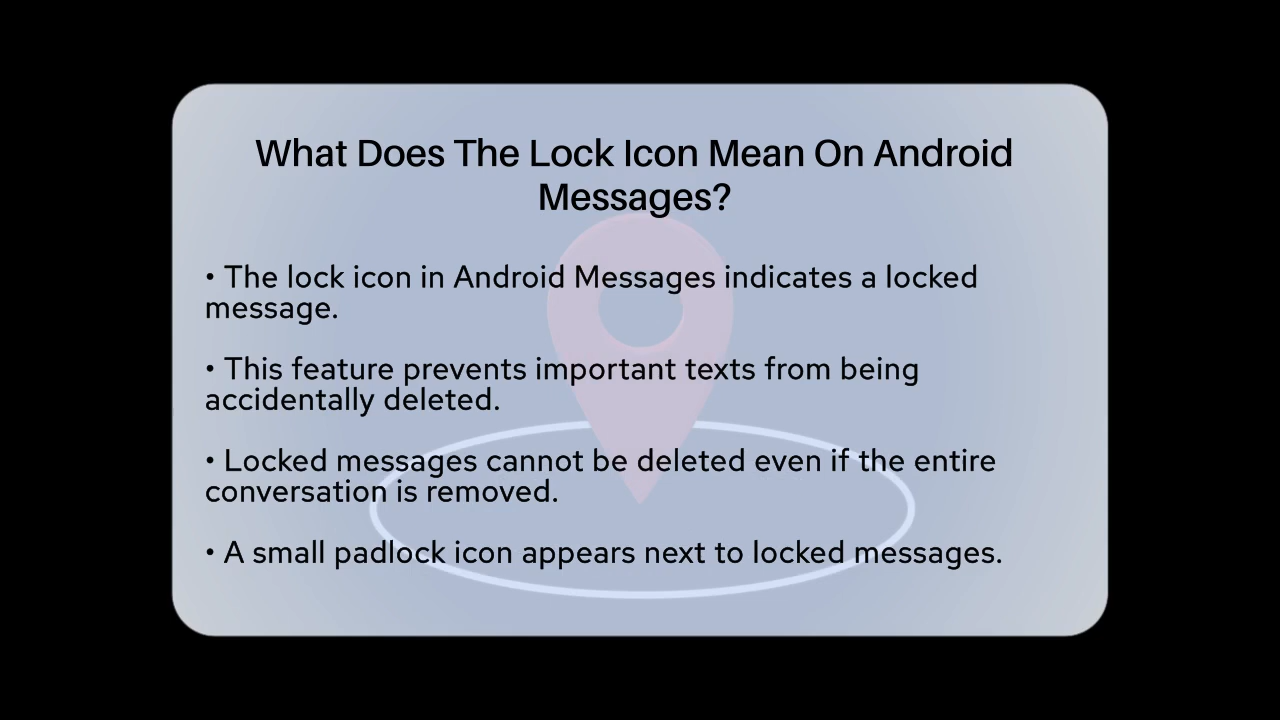 What Does The Lock Icon Mean On Android
Messages?
• The lock icon in Android Messages indicates a locked
message.
• This feature prevents important texts from being
accidentally deleted.
• Locked messages cannot be deleted even if the entire
conversation is removed.
• A small padlock icon appears next to locked messages.